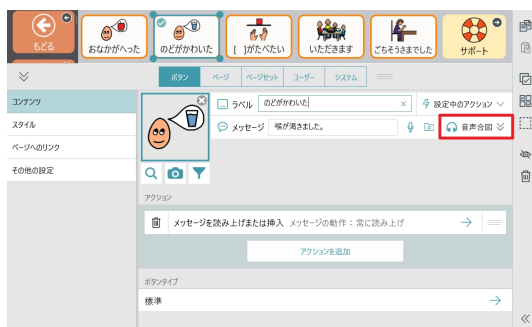 もどる
おなかがへった
のどがかわいた
[ ]がたべたい
いただきます
ごちそうさまでした
サポート
ボタン
ページ
ページセット
ユーザー
システム
コンテンツ
スタイル
ページへのリンク
その他の設定
ラベル
のどがかわいた
設定中のアクション
メッセージ
喉が渇きました。
音声合図
アクション
メッセージを読み上げまたは挿入 メッセージの動作：常に読み上げ
アクションを追加
ボタンタイプ
標準